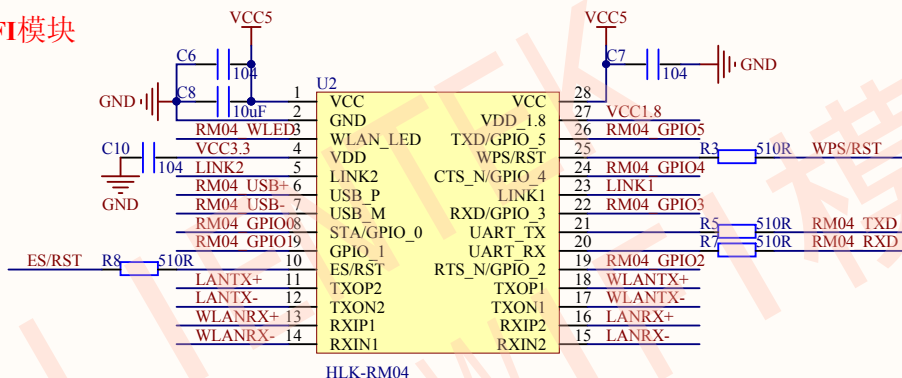 FI模块
VCC5
VCC5
C6
104
C7
104
GND
C8
10uF
GND
U2
1
VCC
VCC
28
2
GND
VDD_1.8
27
VCC1.8
RM04_WLED
3
WLAN_LED
TXD/GPIO_5
26
RM04_GPIO5
C10
104
VCC3.3
4
VDD
WPS/RST
25
R3
510R
WPS/RST
LINK2
5
LINK2
CTS_N/GPIO_4
24
RM04_GPIO4
GND
RM04_USB+
6
USB_P
LINK1
23
LINK1
RM04_USB-
7
USB_M
RXD/GPIO_3
22
RM04_GPIO3
RM04_GPIO0
8
STA/GPIO_0
UART_TX
21
R5
510R
RM04_TXD
RM04_GPIO1
9
GPIO_1
UART_RX
20
R7
510R
RM04_RXD
ES/RST
R8
510R
10
ES/RST
RTS_N/GPIO_2
19
RM04_GPIO2
LANTX+
11
TXOP2
TXOP1
18
WLANTX+
LANTX-
12
TXON2
TXON1
17
WLANTX-
WLANRX+
13
RXIP1
RXIP2
16
LANRX+
WLANRX-
14
RXIN1
RXIN2
15
LANRX-
HLK-RM04